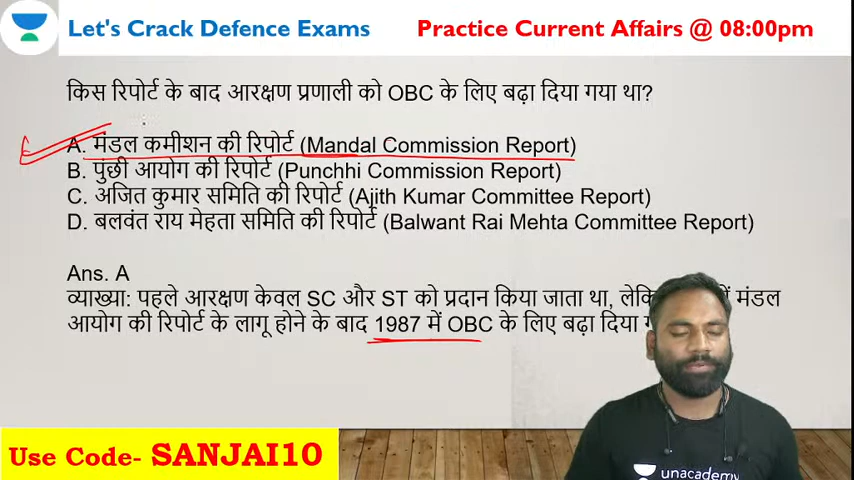 Let's Crack Defence Exams
Practice Current Affairs @ 08:00pm
किस रिपोर्ट के बाद आरक्षण प्रणाली को OBC के लिए बढ़ा दिया गया था?
A. मंडल कमीशन की रिपोर्ट (Mandal Commission Report)
B. पुंछी आयोग की रिपोर्ट (Punchhi Commission Report)
C. अजित कुमार समिति की रिपोर्ट (Ajith Kumar Committee Report)
D. बलवंत राय मेहता समिति की रिपोर्ट (Balwant Rai Mehta Committee Report)
Ans. A
व्याख्या: पहले आरक्षण केवल SC और ST को प्रदान किया जाता था, मंडल
आयोग की रिपोर्ट के लागू होने के बाद 1987 में OBC के लिए बढ़ा दिया
Use Code- SANJAI10
unacademy